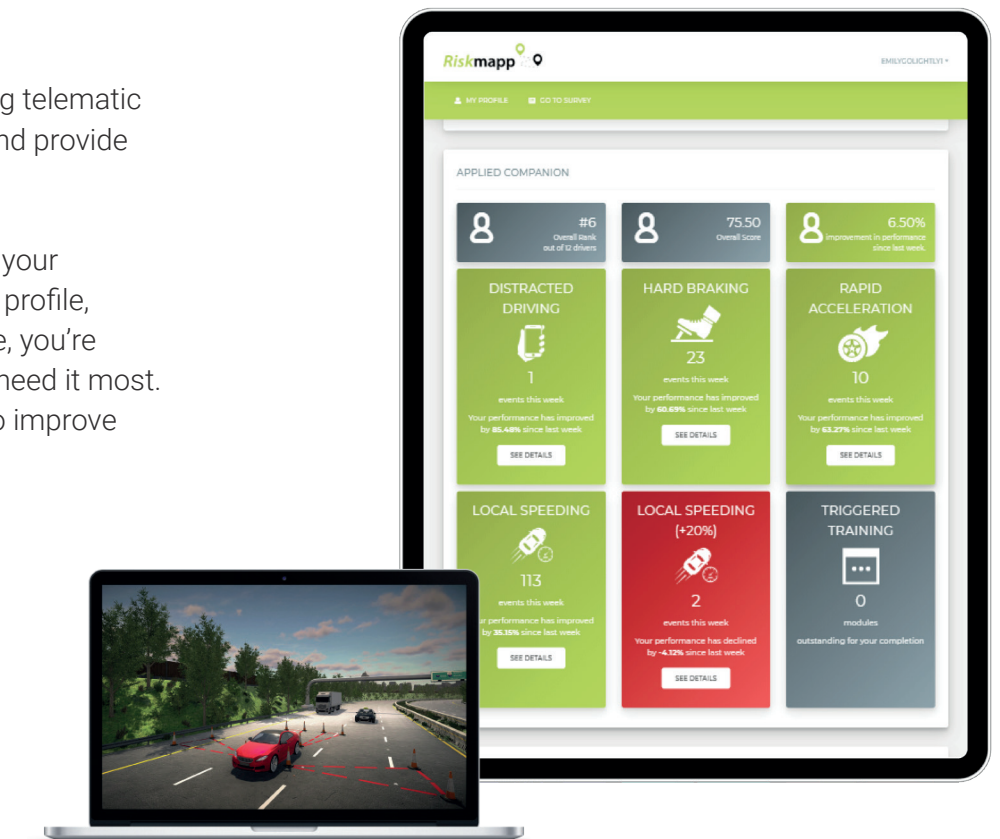 g telematic
nd provide
your
profile,
e, you're
need it most.
o improve
Riskmapp
EMILYGOLIGHTLY1
MY PROFILE GO TO SURVEY
APPLIED COMPANION
#6
Overall Rank
out of 12 drivers
75.50
Overall Score
6.50%
improvement in performance
since last week.
DISTRACTED
DRIVING
1
events this week
Your performance has improved
by 85.48% since last week
SEE DETAILS
HARD BRAKING
23
events this week
Your performance has improved
by 60.69% since last week
SEE DETAILS
RAPID
ACCELERATION
10
events this week
Your performance has improved
by 63.27% since last week
SEE DETAILS
LOCAL SPEEDING
113
events this week
ur performance has improved
by 35.15% since last week
SEE DETAILS
LOCAL SPEEDING
(+20%)
2
events this week
Your performance has declined
by -4.12% since last week
SEE DETAILS
TRIGGERED
TRAINING
0
modules
outstanding for your completion